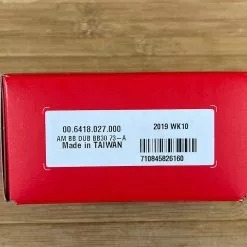 00.6418.027.000
AM BB DUB BB30 73-A
Made in TAIWAN
2019 WK10
710845826160